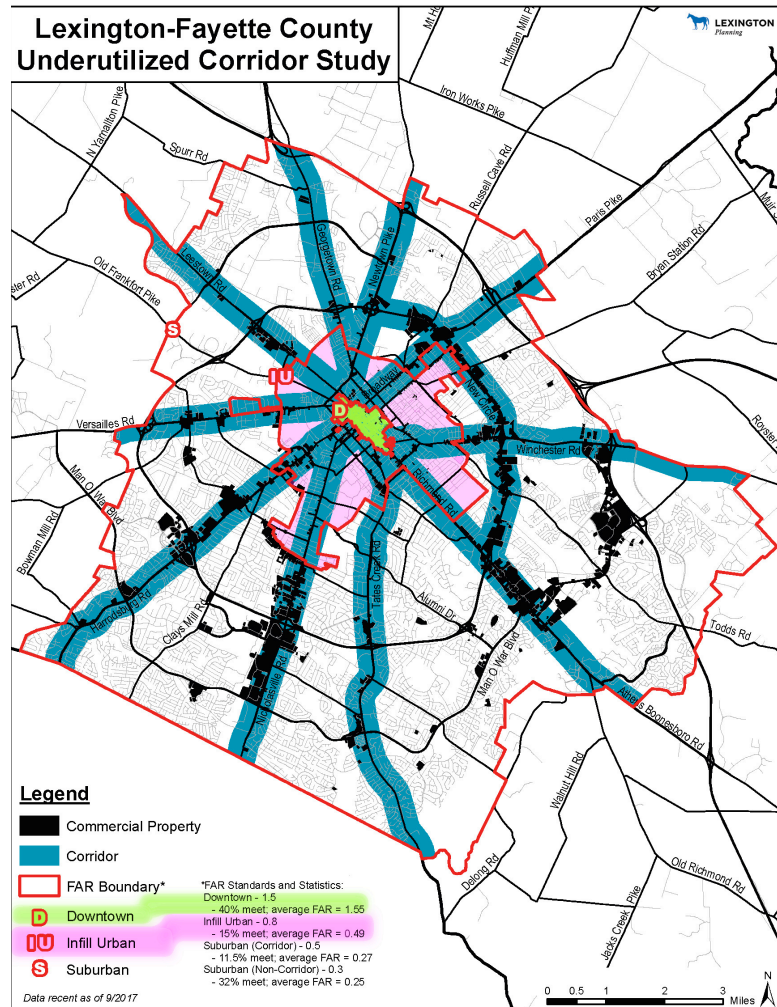 Lexington-Fayette County
Underutilized Corridor Study
LEXINGTON
Planning
Iron Works Pike
N Yarnallton Pike
Spurr Rd
Russell Cave Rd
Paris Pike
Bryan Station Rd
Georgetown Rd
Newtown Pike
Leestown Rd
Old Frankfort Pike
S
IU
Broadway
D
New Circle
Versailles Rd
Winchester Rd
Richmond Rd
Man O War Blvd
Bowman Mill Rd
Tates Creek Rd
Alumni Dr
Harrodsburg Rd
Clays Mill Rd
Nicholasville Rd
Man O War Blvd
Todds Rd
Athens Boonesboro Rd
Walnut Hill Rd
Delong Rd
Old Richmond Rd
Jacks Creek Pike
Legend
Commercial Property
Corridor
FAR Boundary*
D Downtown
IU Infill Urban
S Suburban
*FAR Standards and Statistics:
Downtown - 1.5
- 40% meet; average FAR = 1.55
Infill Urban - 0.8
- 15% meet; average FAR = 0.49
Suburban (Corridor) - 0.5
- 11.5% meet; average FAR = 0.27
Suburban (Non-Corridor) - 0.3
- 32% meet; average FAR = 0.25
Data recent as of 9/2017
0 0.5 1 2 3
Miles
N